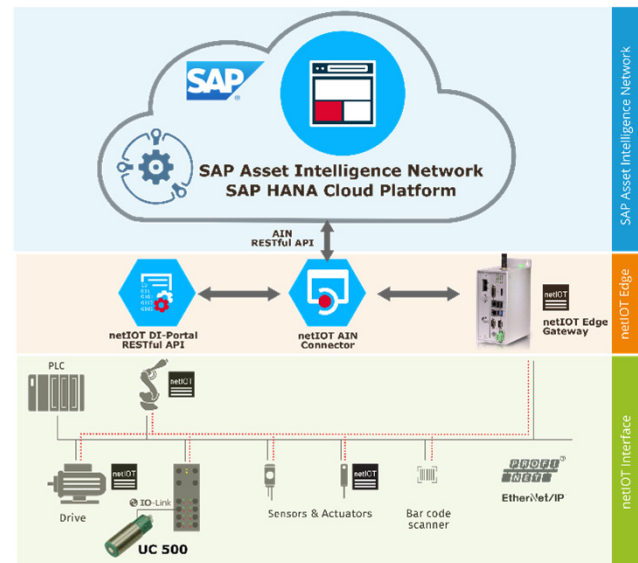 SAP
SAP Asset Intelligence Network
SAP HANA Cloud Platform
SAP Asset Intelligence Network
AIN
RESTful API
netIOT DI-Portal
RESTful API
netIOT AIN
Connector
netIOT
netIOT Edge
Gateway
netIOT Edge
PLC
netIOT
netIOT
Drive
IO-Link
UC 500
Sensors & Actuators
netIOT
Bar code
scanner
PROFI
NET
EtherNet/IP
netIOT Interface